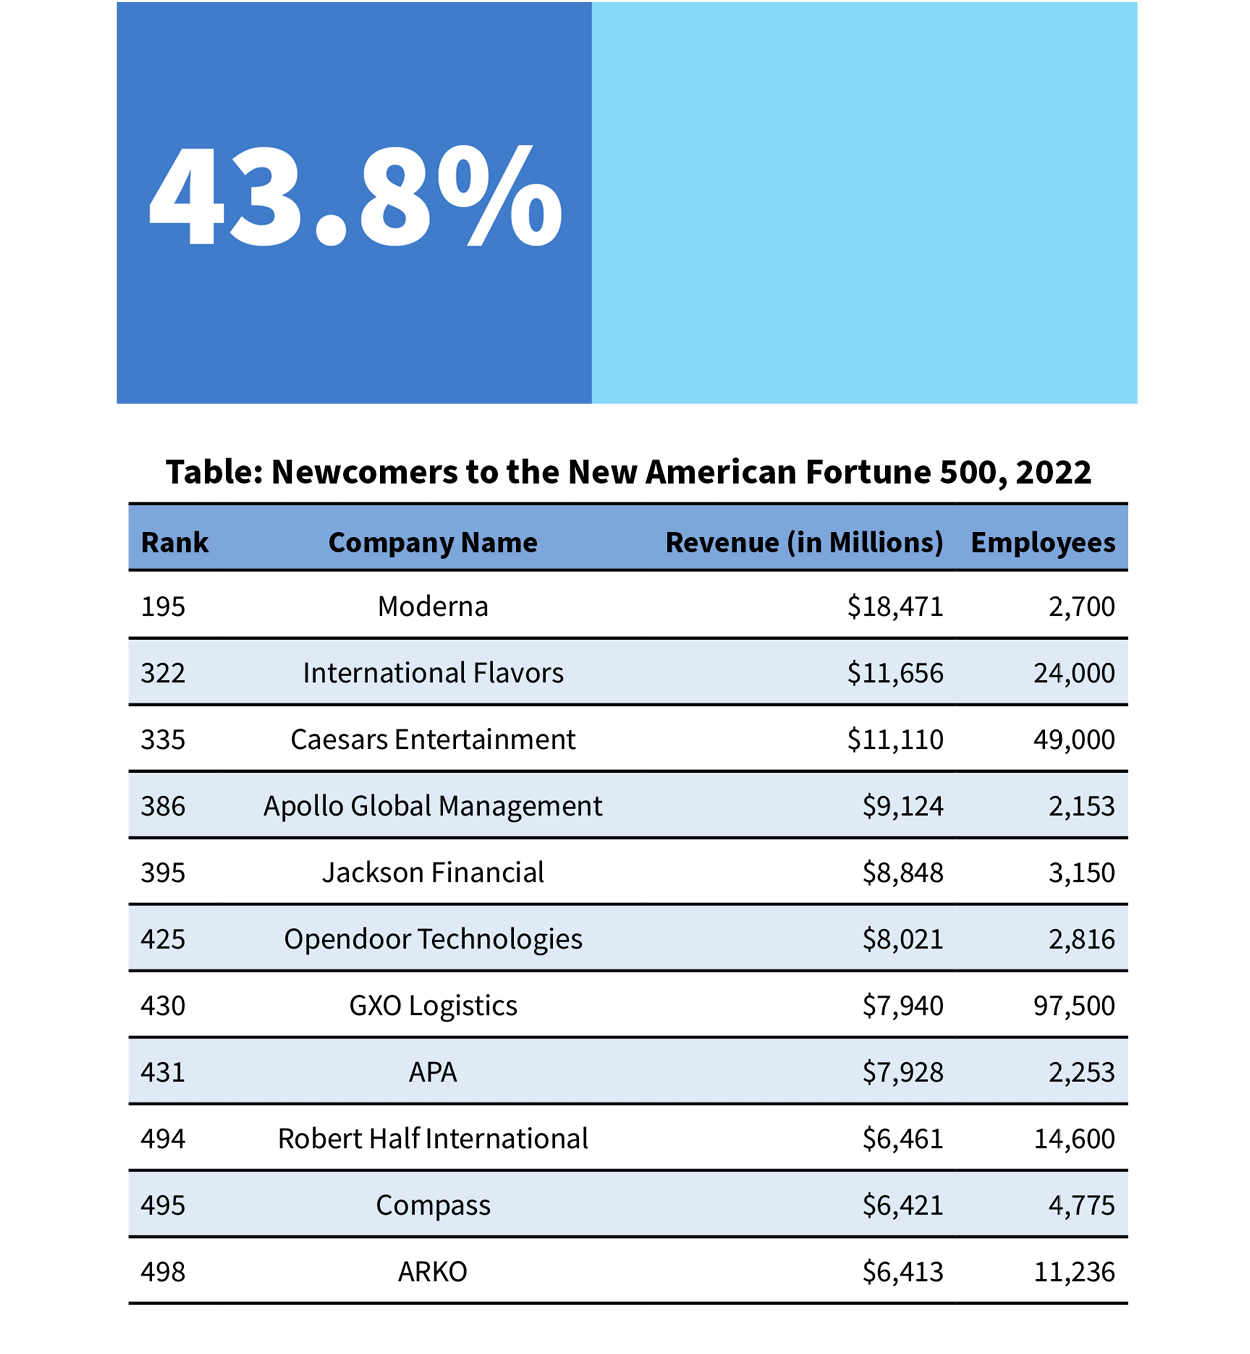 43.8%
Table: Newcomers to the New American Fortune 500, 2022
Rank Company Name Revenue (in Millions) Employees
195 Moderna $18,471 2,700
322 International Flavors $11,656 24,000
335 Caesars Entertainment $11,110 49,000
386 Apollo Global Management $9,124 2,153
395 Jackson Financial $8,848 3,150
425 Opendoor Technologies $8,021 2,816
430 GXO Logistics $7,940 97,500
431 APA $7,928 2,253
494 Robert Half International $6,461 14,600
495 Compass $6,421 4,775
498 ARKO $6,413 11,236